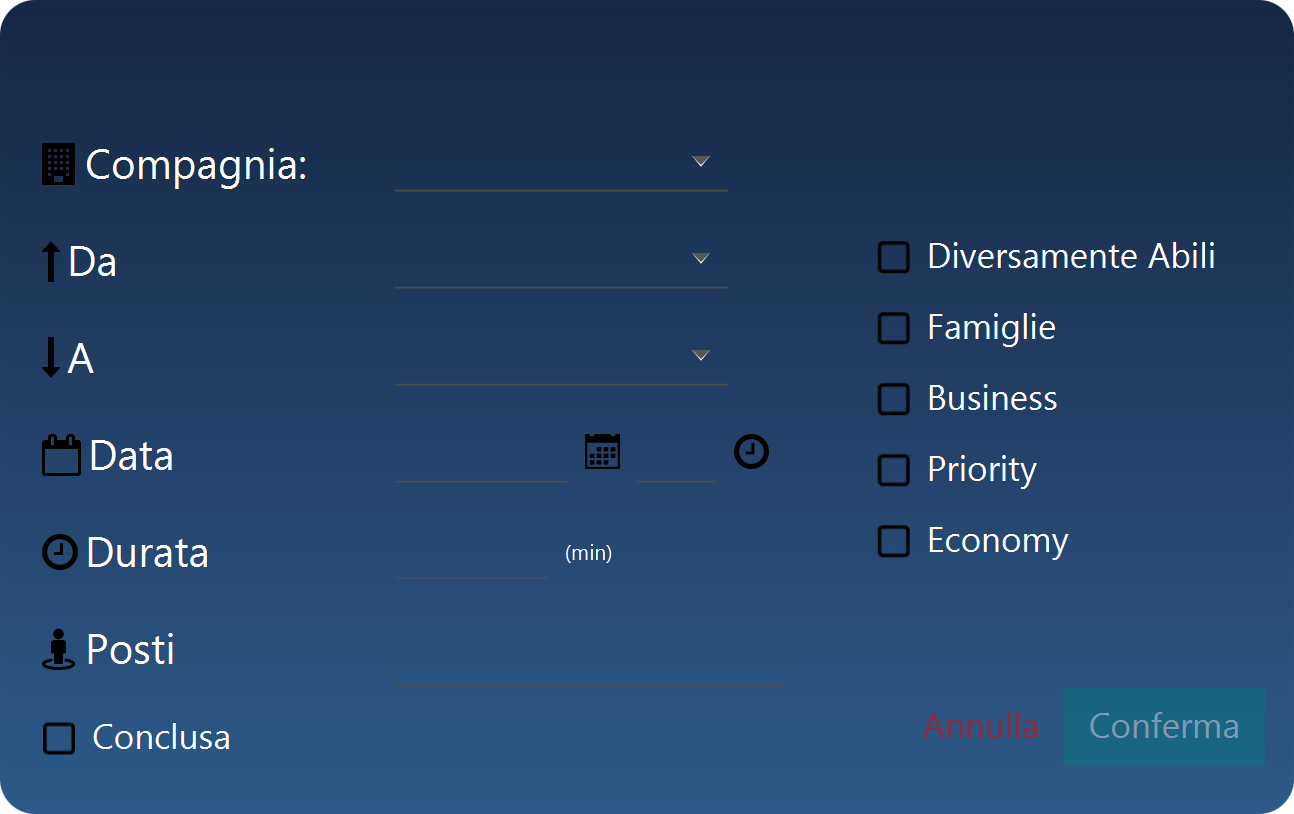 Compagnia:
Da
A
Data
Durata
(min)
Posti
Conclusa
Diversamente Abili
Famiglie
Business
Priority
Economy
Annulla
Conferma